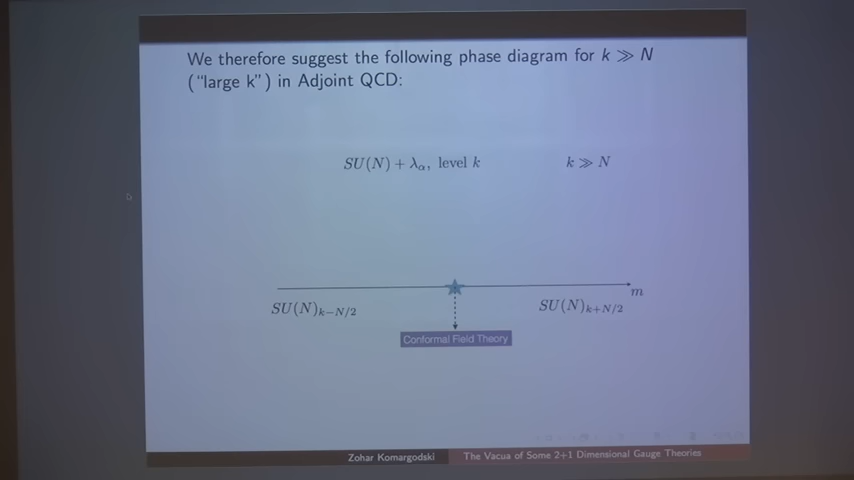 We therefore suggest the following phase diagram for k ≫ N
("large k") in Adjoint QCD:
SU(N) + λα, level k k ≫ N
m
SU(N)k−N/2 SU(N)k+N/2
Conformal Field Theory
Zohar Komargodski The Vacua of Some 2+1 Dimensional Gauge Theories